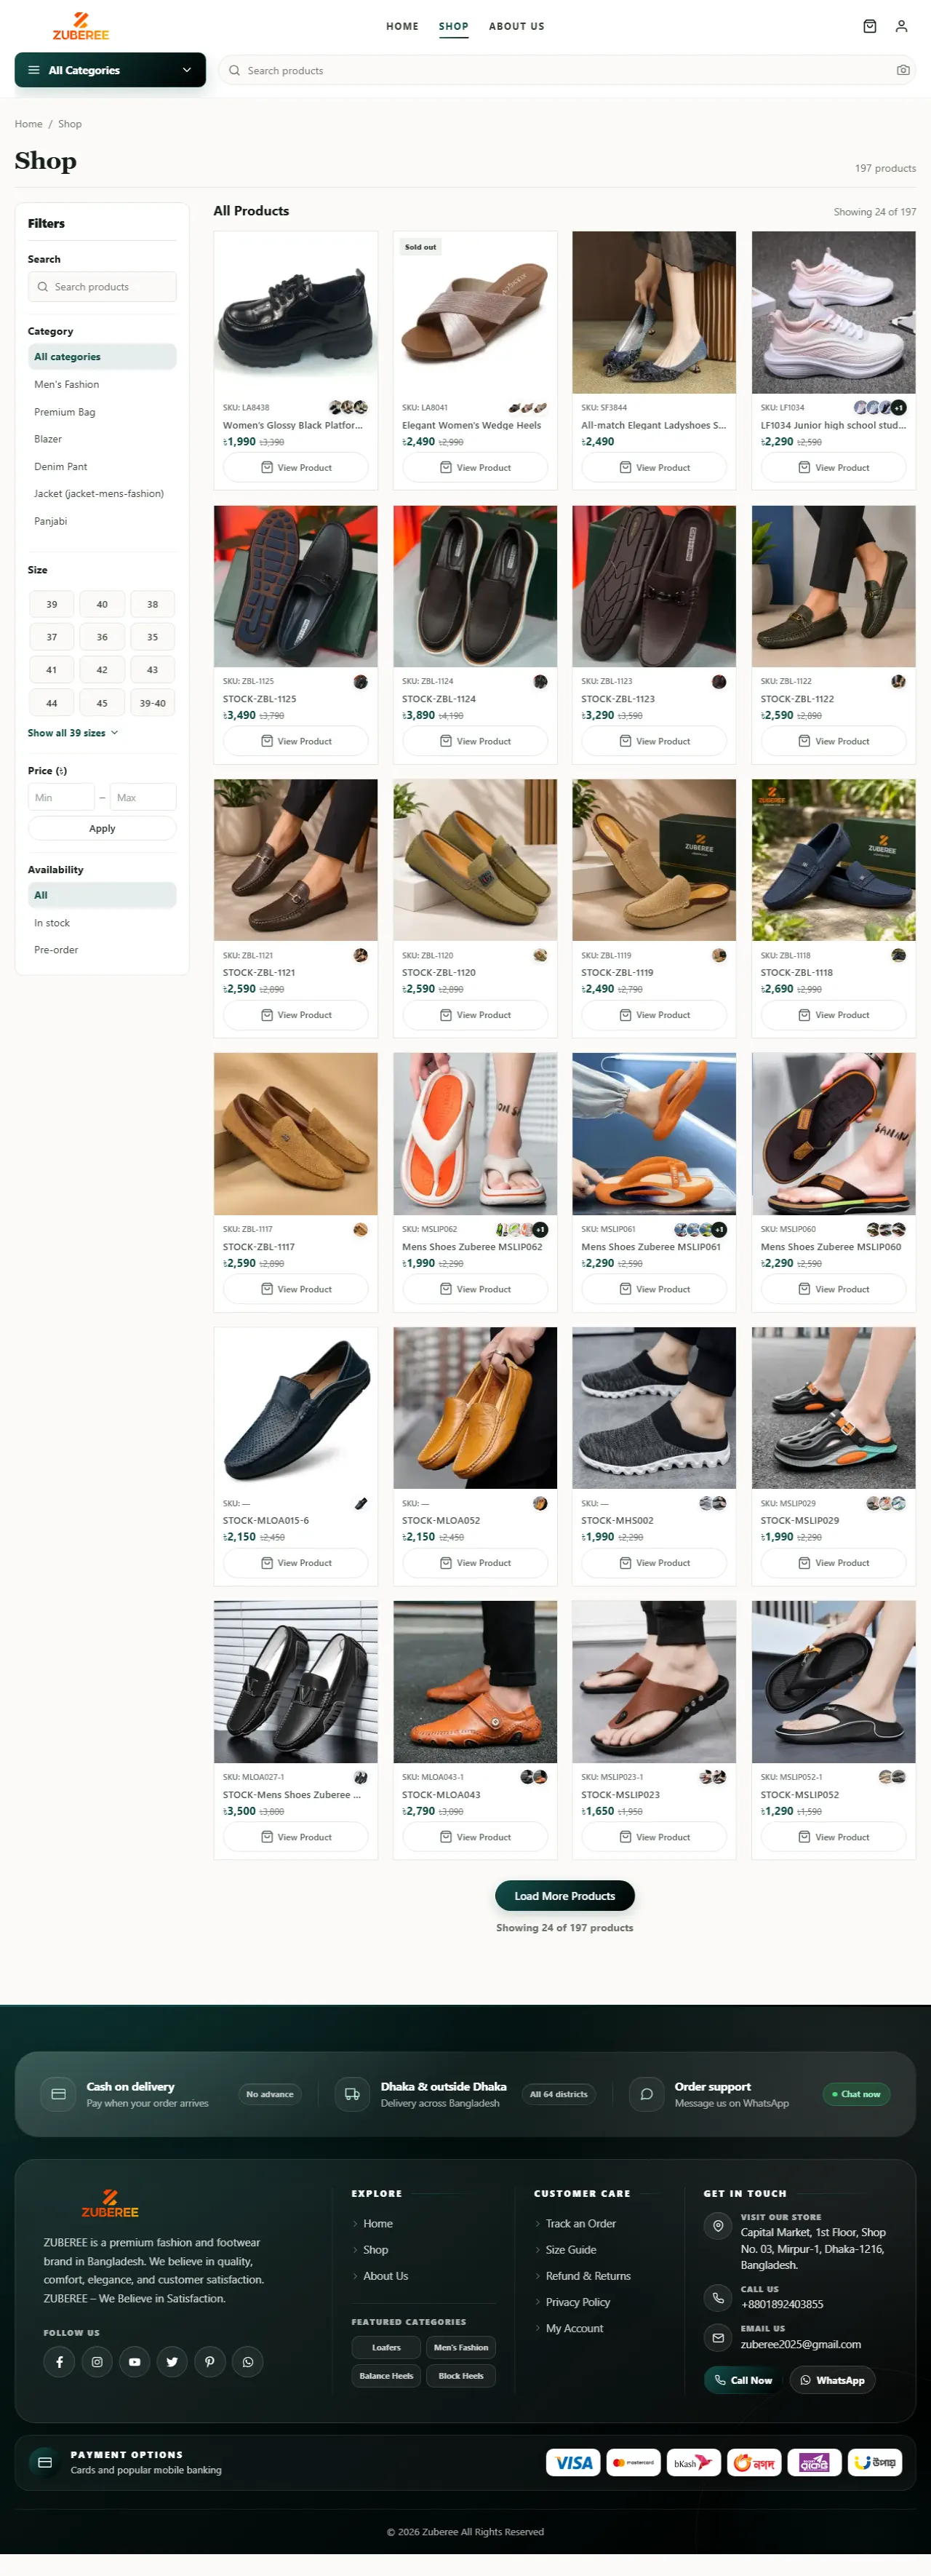 ZUBEREE
HOME SHOP ABOUT US
All Categories
Search products
Home / Shop
Shop
197 products
Filters
Search
Search products
Category
All categories
Men's Fashion
Premium Bag
Blazer
Denim Pant
Jacket (jacket-mens-fashion)
Panjabi
Size
39 40 38
37 36 35
41 42 43
44 45 39-40
Show all 39 sizes
Price (৳)
Min – Max
Apply
Availability
All
In stock
Pre-order
All Products
Showing 24 of 197
Sold out
SKU: LA8438
Women's Glossy Black Platfor...
৳1,990 ৳3,390
View Product
SKU: LA8041
Elegant Women's Wedge Heels
৳2,490 ৳2,990
View Product
SKU: SF3844
All-match Elegant Ladyshoes S...
৳2,490
View Product
SKU: LF1034
+1
LF1034 Junior high school stud...
৳2,290 ৳2,590
View Product
SKU: ZBL-1125
STOCK-ZBL-1125
৳3,490 ৳3,790
View Product
SKU: ZBL-1124
STOCK-ZBL-1124
৳3,890 ৳4,190
View Product
SKU: ZBL-1123
STOCK-ZBL-1123
৳3,290 ৳3,590
View Product
SKU: ZBL-1122
STOCK-ZBL-1122
৳2,590 ৳2,890
View Product
ZUBEREE
ZUBEREE
ZUBEREE
SKU: ZBL-1121
STOCK-ZBL-1121
৳2,590 ৳2,890
View Product
SKU: ZBL-1120
STOCK-ZBL-1120
৳2,590 ৳2,890
View Product
SKU: ZBL-1119
STOCK-ZBL-1119
৳2,490 ৳2,790
View Product
SKU: ZBL-1118
STOCK-ZBL-1118
৳2,690 ৳2,990
View Product
SKU: ZBL-1117
STOCK-ZBL-1117
৳2,590 ৳2,890
View Product
SKU: MSLIP062
+1
Mens Shoes Zuberee MSLIP062
৳1,990 ৳2,290
View Product
SKU: MSLIP061
+1
Mens Shoes Zuberee MSLIP061
৳2,290 ৳2,590
View Product
SKU: MSLIP060
Mens Shoes Zuberee MSLIP060
৳2,290 ৳2,590
View Product
SKU: —
STOCK-MLOA015-6
৳2,150 ৳2,450
View Product
SKU: —
STOCK-MLOA052
৳2,150 ৳2,450
View Product
SKU: —
STOCK-MHS002
৳1,990 ৳2,290
View Product
SKU: MSLIP029
STOCK-MSLIP029
৳1,990 ৳2,290
View Product
SKU: MLOA027-1
STOCK-Mens Shoes Zuberee ...
৳3,500 ৳3,800
View Product
SKU: MLOA043-1
STOCK-MLOA043
৳2,790 ৳3,090
View Product
SKU: MSLIP023-1
STOCK-MSLIP023
৳1,650 ৳1,950
View Product
SKU: MSLIP052-1
STOCK-MSLIP052
৳1,290 ৳1,590
View Product
Load More Products
Showing 24 of 197 products
Cash on delivery
Pay when your order arrives
No advance
Dhaka & outside Dhaka
Delivery across Bangladesh
All 64 districts
Order support
Message us on WhatsApp
Chat now
ZUBEREE
ZUBEREE is a premium fashion and footwear
brand in Bangladesh. We believe in quality,
comfort, elegance, and customer satisfaction.
ZUBEREE – We Believe in Satisfaction.
FOLLOW US
EXPLORE
Home
Shop
About Us
FEATURED CATEGORIES
Loafers Men's Fashion
Balance Heels Block Heels
CUSTOMER CARE
Track an Order
Size Guide
Refund & Returns
Privacy Policy
My Account
GET IN TOUCH
VISIT OUR STORE
Capital Market, 1st Floor, Shop
No. 03, Mirpur-1, Dhaka-1216,
Bangladesh.
CALL US
+8801892403855
EMAIL US
zuberee2025@gmail.com
Call Now WhatsApp
PAYMENT OPTIONS
Cards and popular mobile banking
VISA mastercard bKash নগদ রকেট উপায়
© 2026 Zuberee All Rights Reserved